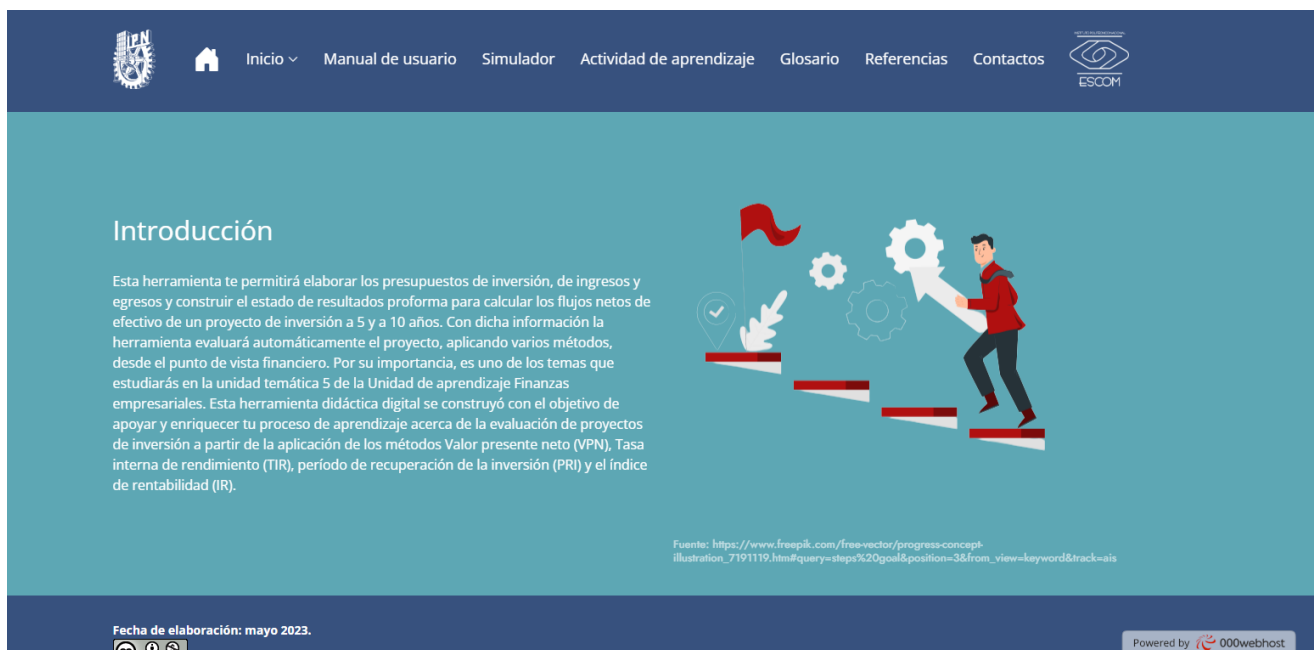 IPN
Inicio
Manual de usuario
Simulador
Actividad de aprendizaje
Glosario
Referencias
Contactos
ESCOM
Introducción
Esta herramienta te permitirá elaborar los presupuestos de inversión, de ingresos y
egresos y construir el estado de resultados proforma para calcular los flujos netos de
efectivo de un proyecto de inversión a 5 y a 10 años. Con dicha información la
herramienta evaluará automáticamente el proyecto, aplicando varios métodos,
desde el punto de vista financiero. Por su importancia, es uno de los temas que
estudiarás en la unidad temática 5 de la Unidad de aprendizaje Finanzas
empresariales. Esta herramienta didáctica digital se construyó con el objetivo de
apoyar y enriquecer tu proceso de aprendizaje acerca de la evaluación de proyectos
de inversión a partir de la aplicación de los métodos Valor presente neto (VPN), Tasa
interna de rendimiento (TIR), período de recuperación de la inversión (PRI) y el índice
de rentabilidad (IR).
Fuente: https://www.freepik.com/free-vector/progress-concept-
illustration_7191119.htm#query=steps%20goal&position=3&from_view=keyword&track=ais
Fecha de elaboración: mayo 2023.
Powered by 000webhost